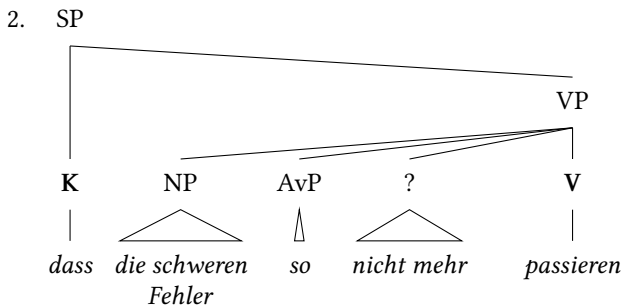 2. SP
VP
K NP AvP ? V
dass die schweren so nicht mehr passieren
Fehler